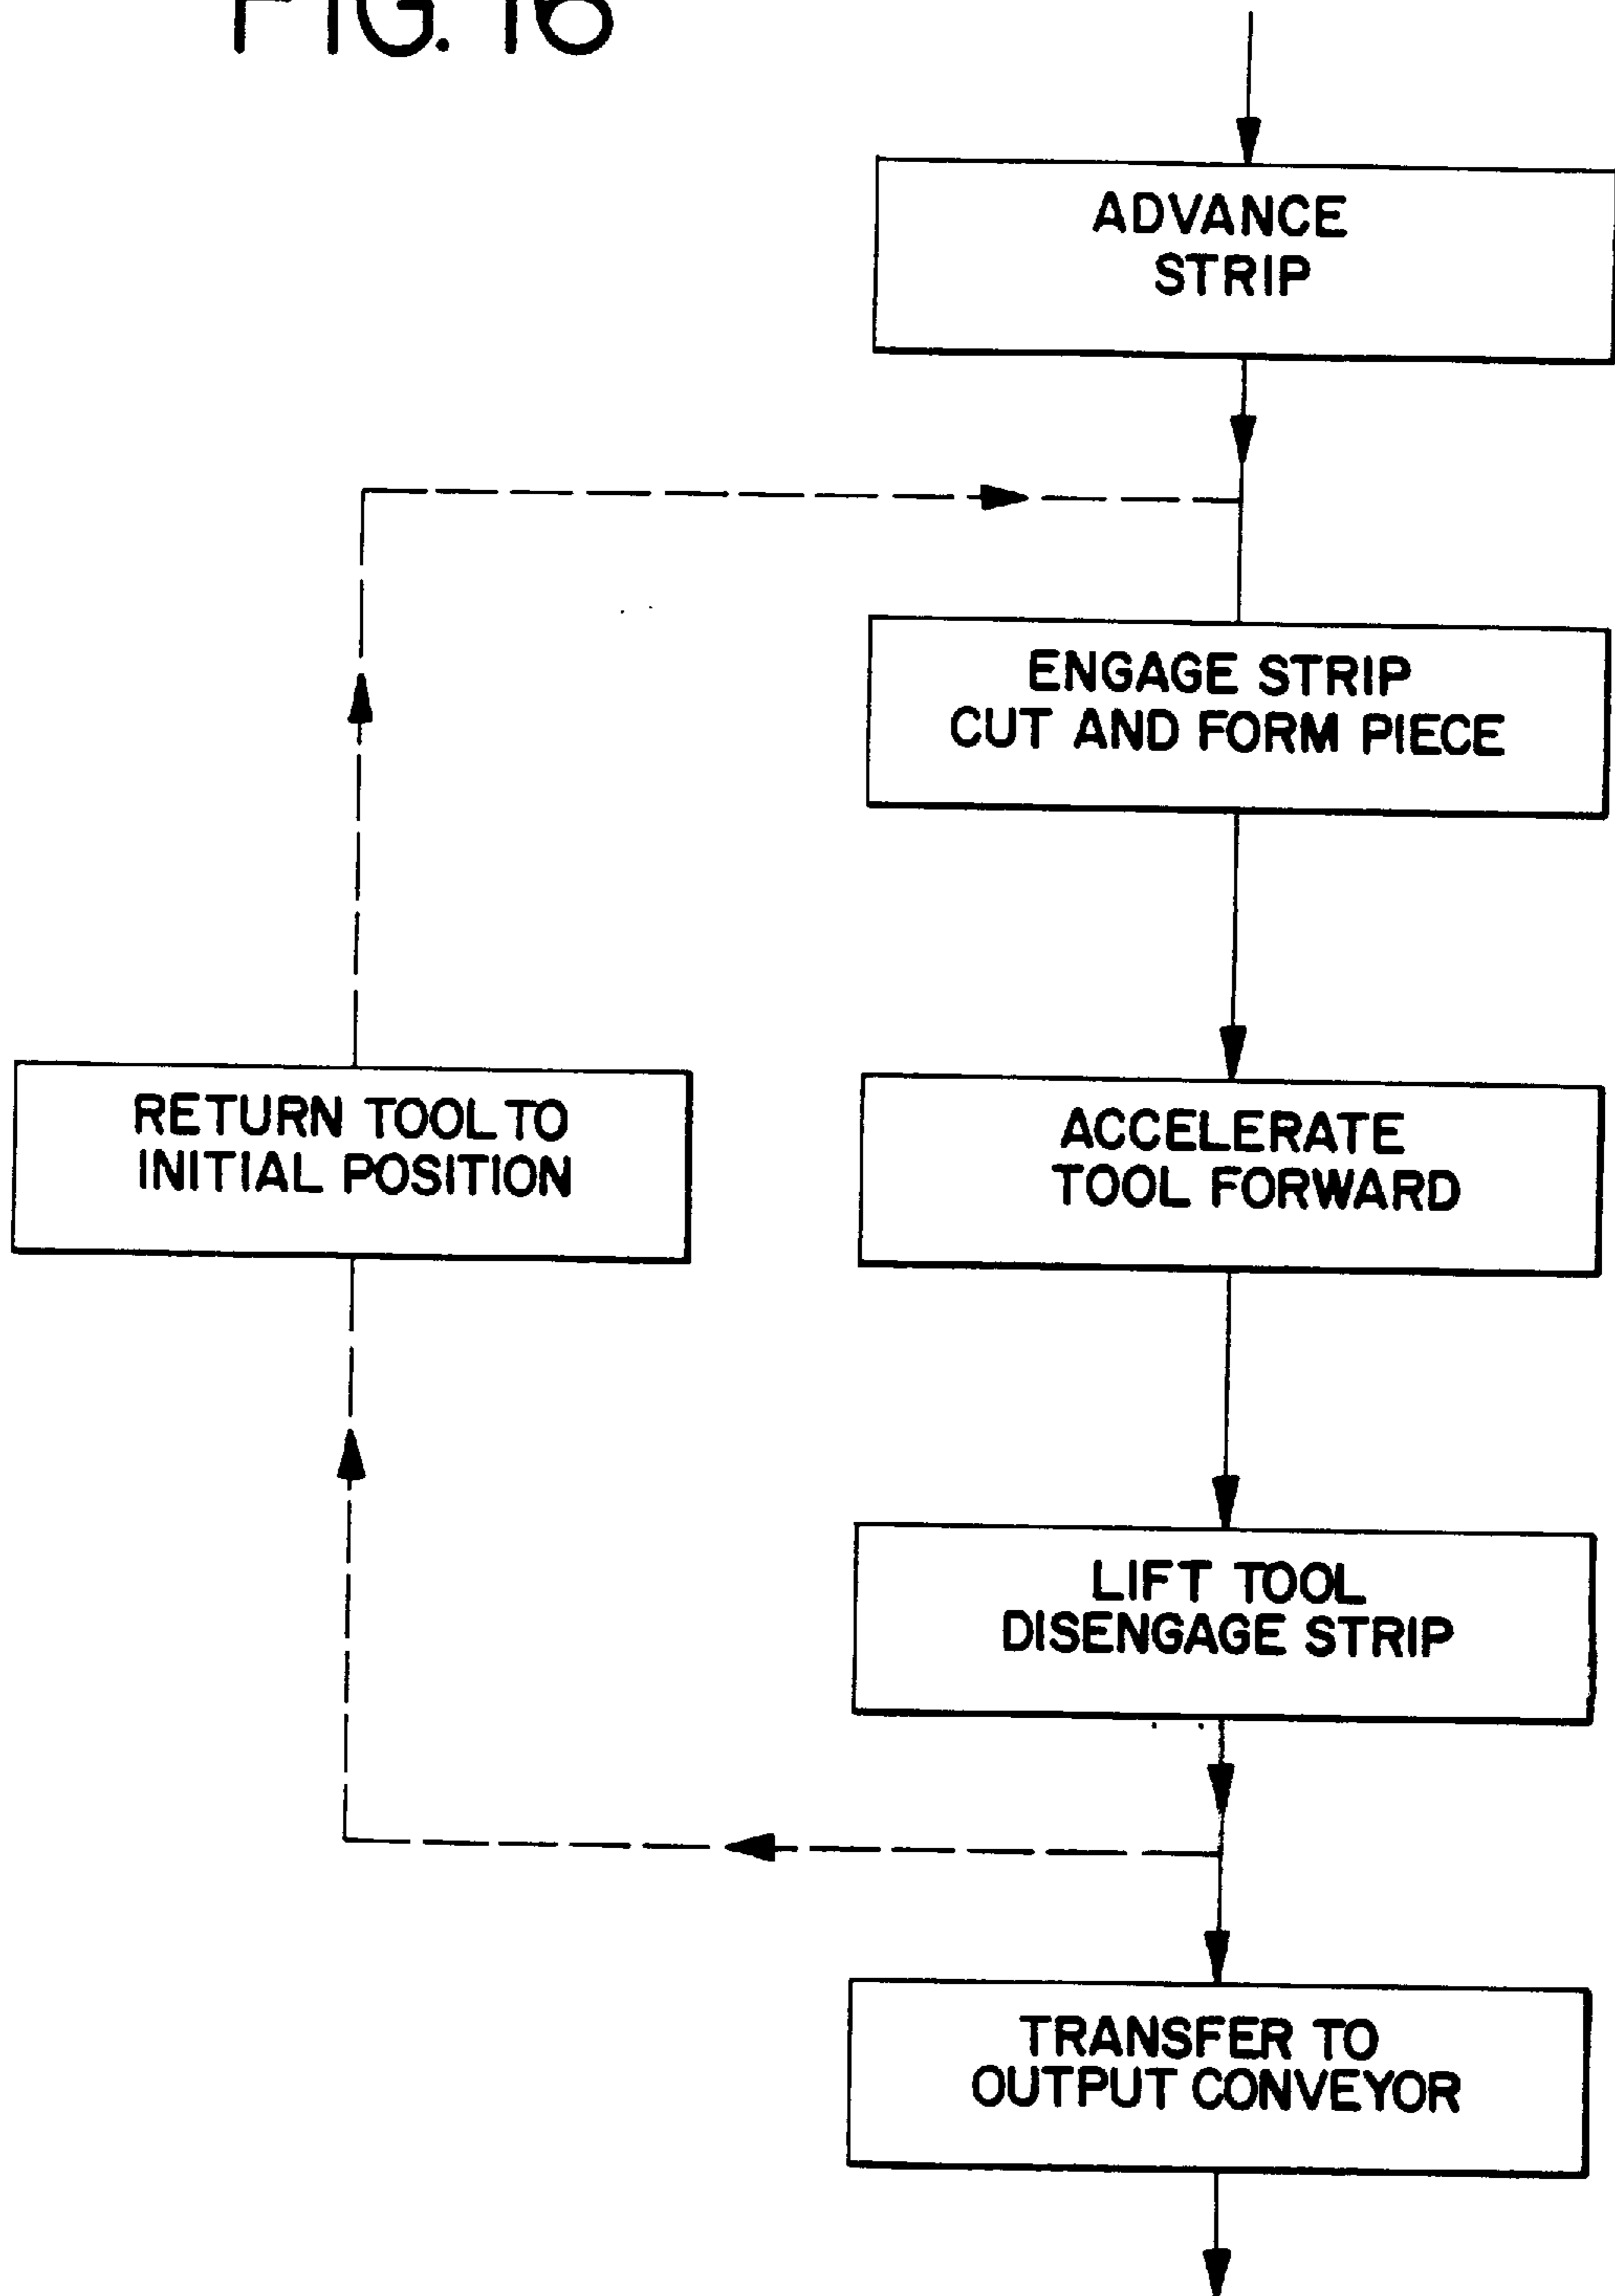 FIG. 16
ADVANCE
STRIP
ENGAGE STRIP
CUT AND FORM PIECE
RETURN TOOL TO
INITIAL POSITION
ACCELERATE
TOOL FORWARD
LIFT TOOL
DISENGAGE STRIP
TRANSFER TO
OUTPUT CONVEYOR